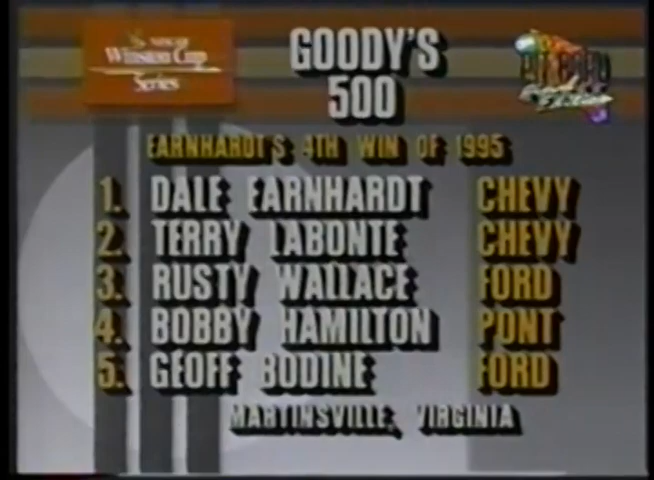 NASCAR
Winston Cup
Series
GOODY'S
500
EARNHARDT'S 4TH WIN OF 1995
1. DALE EARNHARDT CHEVY
2. TERRY LABONTE CHEVY
3. RUSTY WALLACE FORD
4. BOBBY HAMILTON PONT
5. GEOFF BODINE FORD
MARTINSVILLE, VIRGINIA